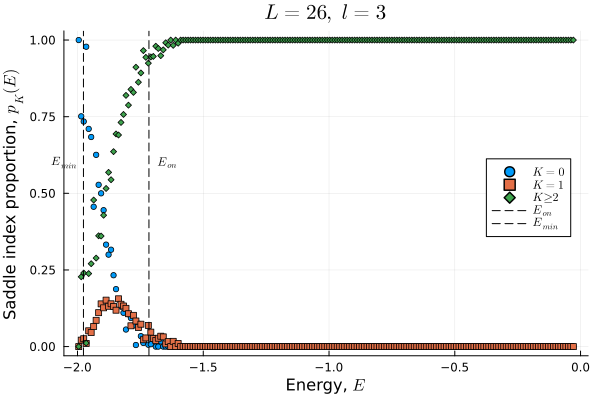 L = 26, l = 3
Saddle index proportion, p_K(E)
1.00
0.75
0.50
0.25
0.00
E_min
E_on
K = 0
K = 1
K≥2
E_on
E_min
−2.0 −1.5 −1.0 −0.5 0.0
Energy, E